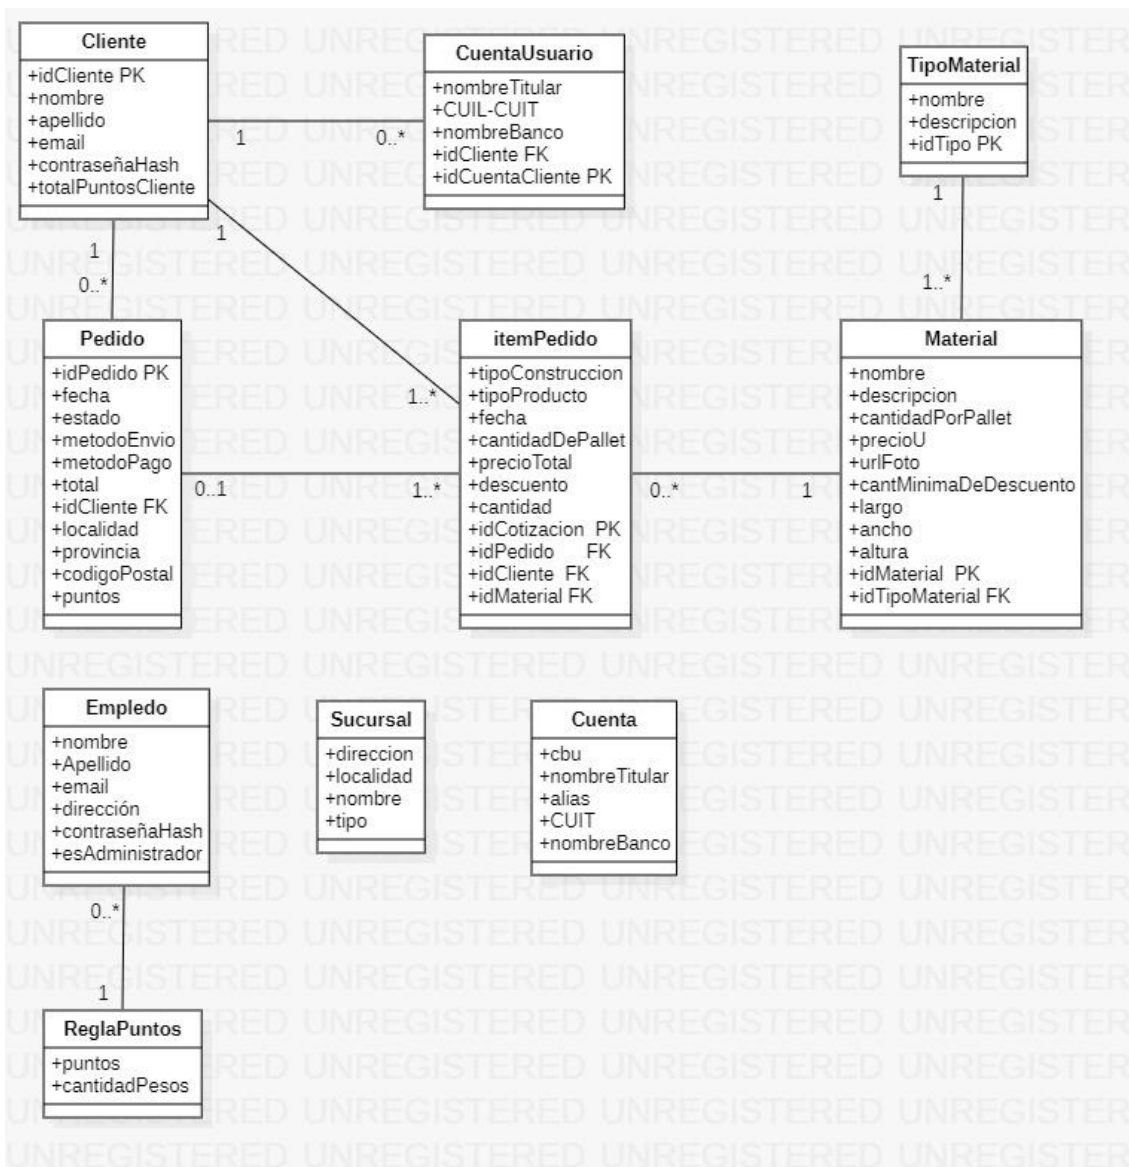 Cliente
+idCliente PK
+nombre
+apellido
+email
+contraseñaHash
+totalPuntosCliente
CuentaUsuario
+nombreTitular
+CUIL-CUIT
+nombreBanco
+idCliente FK
+idCuentaCliente PK
TipoMaterial
+nombre
+descripcion
+idTipo PK
1
0..*
1
0..*
1
1..*
1
1..*
Pedido
+idPedido PK
+fecha
+estado
+metodoEnvio
+metodoPago
+total
+idCliente FK
+localidad
+provincia
+codigoPostal
+puntos
0..1
1..*
itemPedido
+tipoConstruccion
+tipoProducto
+fecha
+cantidadDePallet
+precioTotal
+descuento
+cantidad
+idCotizacion PK
+idPedido FK
+idCliente FK
+idMaterial FK
0..*
1
Material
+nombre
+descripcion
+cantidadPorPallet
+precioU
+urlFoto
+cantMinimaDeDescuento
+largo
+ancho
+altura
+idMaterial PK
+idTipoMaterial FK
Empledo
+nombre
+Apellido
+email
+dirección
+contraseñaHash
+esAdministrador
Sucursal
+direccion
+localidad
+nombre
+tipo
Cuenta
+cbu
+nombreTitular
+alias
+CUIT
+nombreBanco
0..*
1
ReglaPuntos
+puntos
+cantidadPesos
UNREGISTERED UNREGISTERED UNREGISTERED UNREGISTER